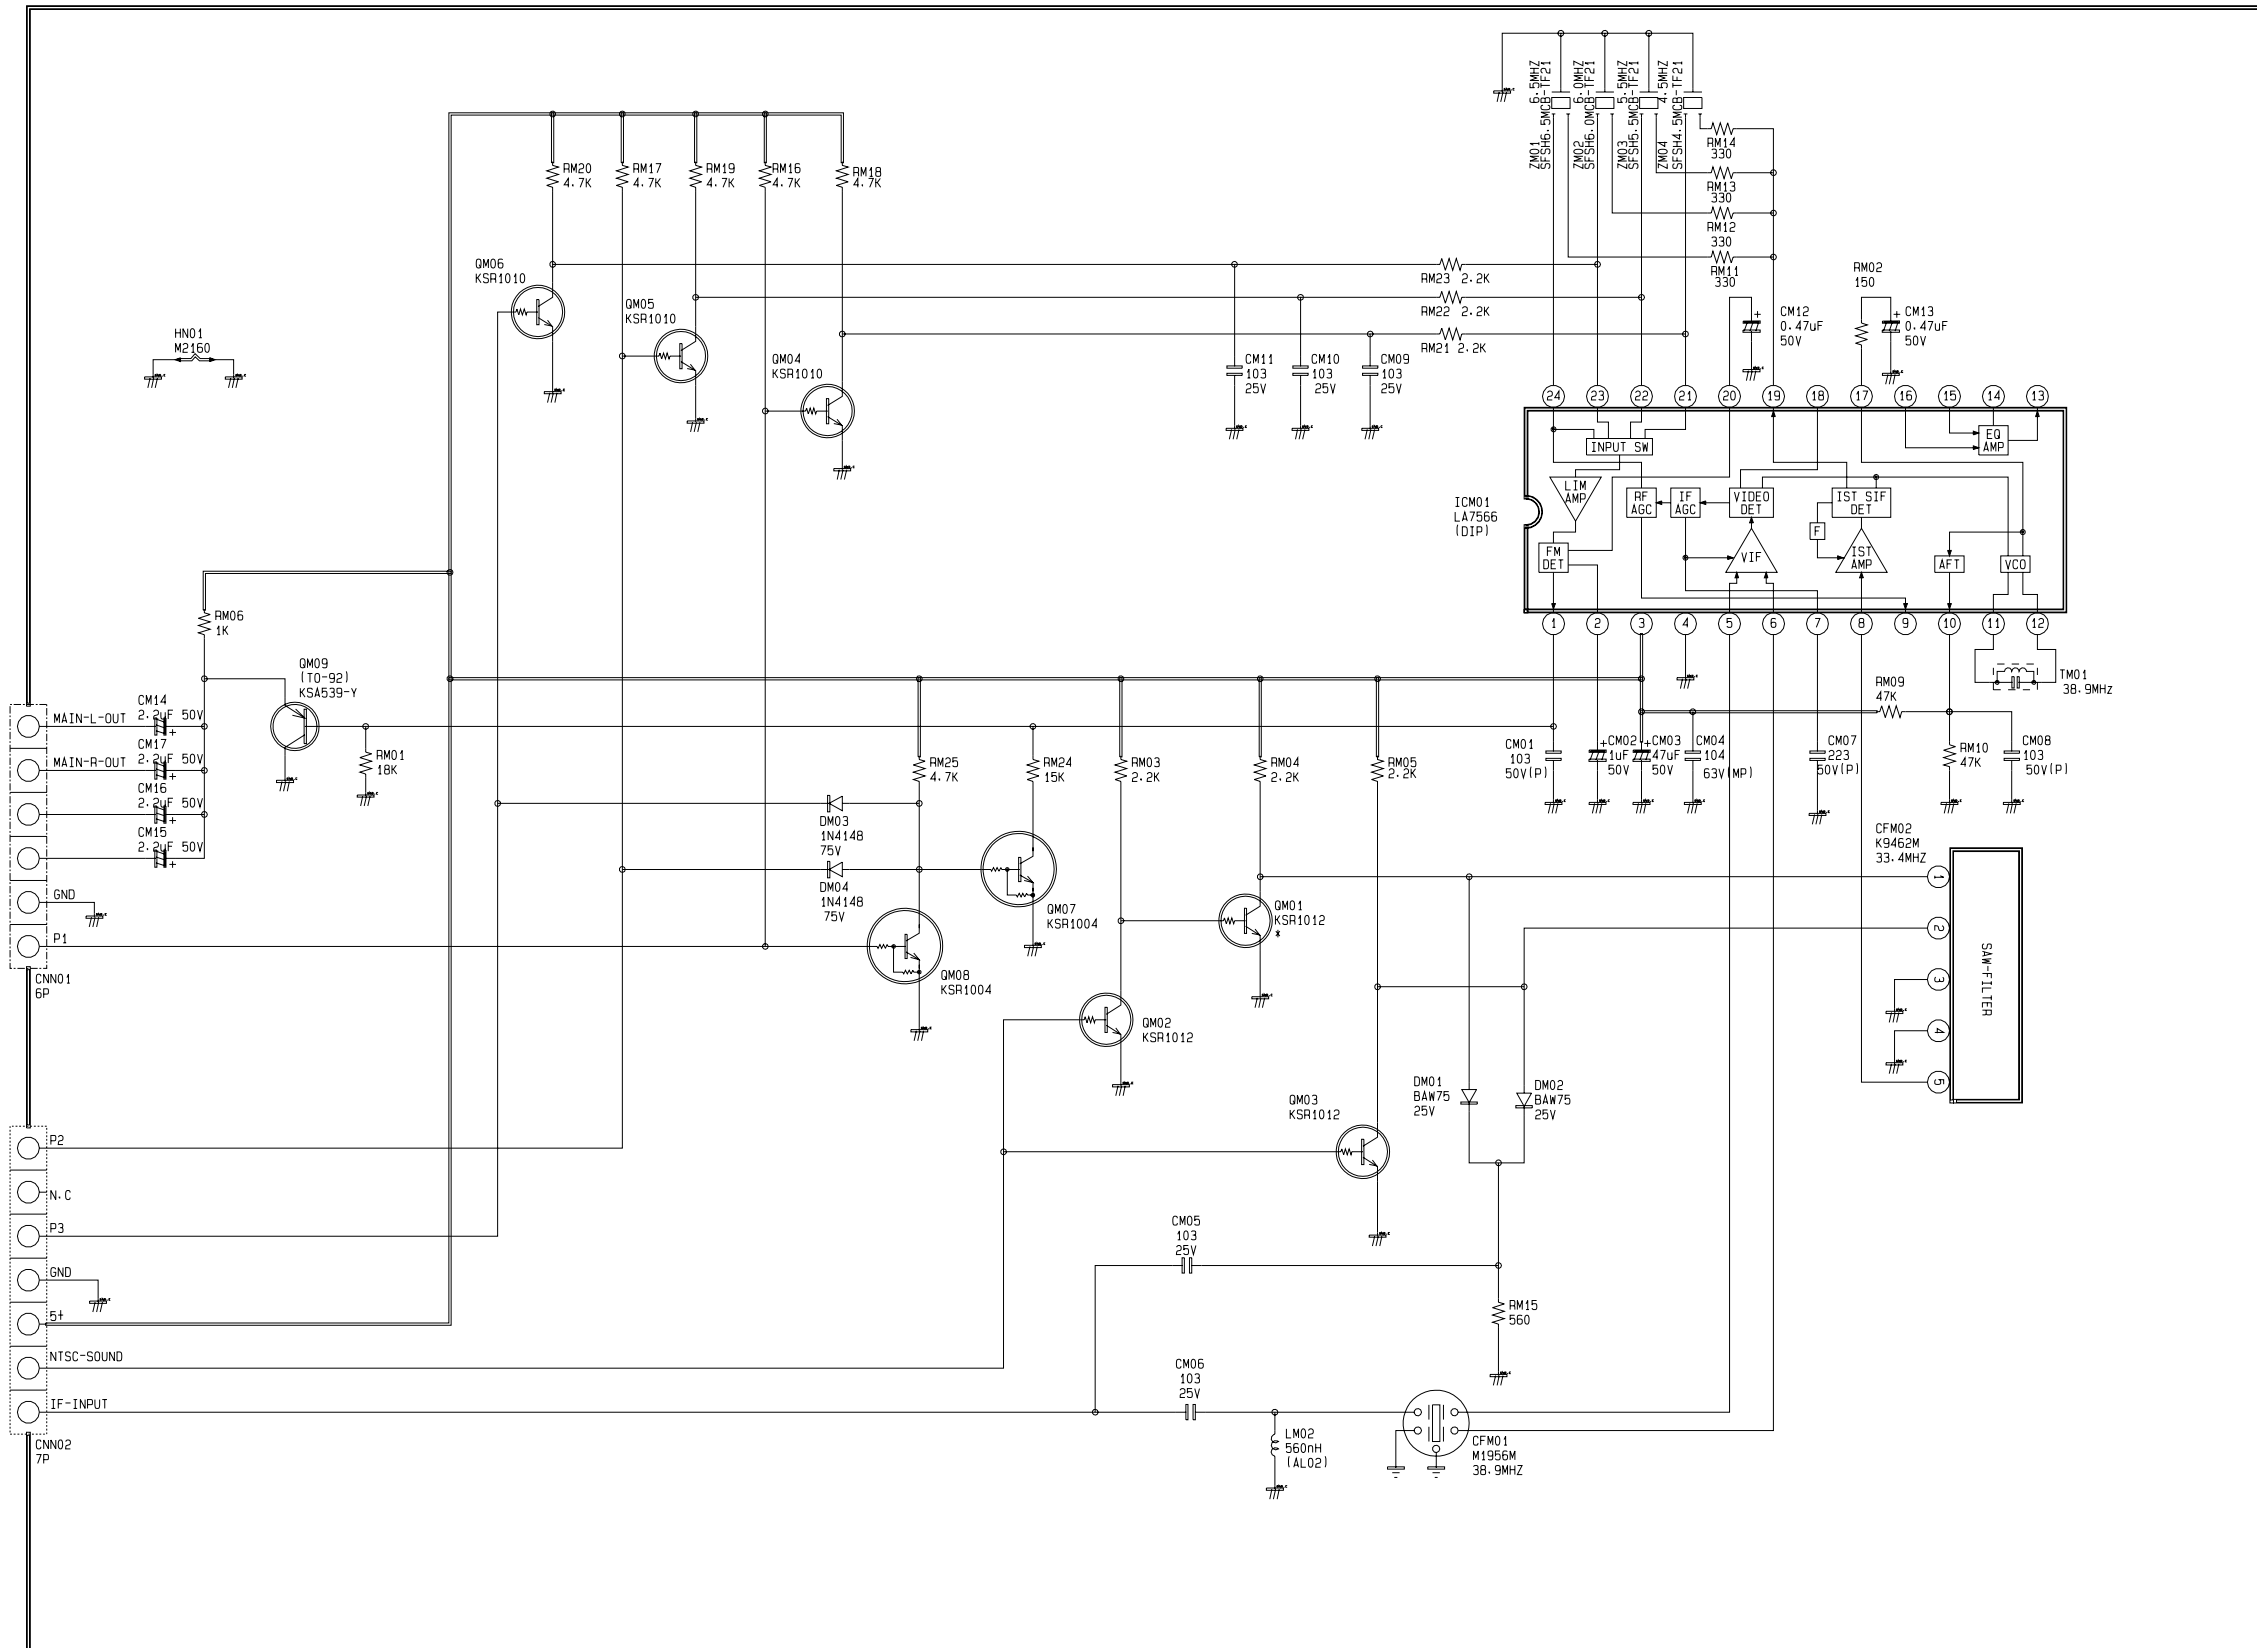 6.5MHZ
6.0MHZ
5.5MHZ
4.5MHZ
ZM01
SFSH6.5MCB-TF21
ZM02
SFSH6.0MCB-TF21
ZM03
SFSH5.5MCB-TF21
ZM04
SFSH4.5MCB-TF21
RM14
330
RM13
330
RM12
330
RM11
330
RM20
4.7K
RM17
4.7K
RM19
4.7K
RM16
4.7K
RM18
4.7K
QM06
KSR1010
QM05
KSR1010
QM04
KSR1010
RM23 2.2K
RM22 2.2K
RM21 2.2K
RM02
150
CM12
0.47uF
50V
CM13
0.47uF
50V
HN01
M2160
CM11
103
25V
CM10
103
25V
CM09
103
25V
24 23 22 21 20 19 18 17 16 15 14 13
INPUT SW
EQ
AMP
LIM
AMP
RF
AGC
IF
AGC
VIDEO
DET
IST SIF
DET
F
FM
DET
VIF
IST
AMP
AFT
VCO
ICM01
LA7566
(DIP)
1 2 3 4 5 6 7 8 9 10 11 12
RM06
1K
QM09
(TO-92)
KSA539-Y
TM01
38.9MHz
RM09
47K
CM14
2.2uF 50V
+
MAIN-L-OUT
CM17
2.2uF 50V
+
MAIN-R-OUT
CM16
2.2uF 50V
+
CM15
2.2uF 50V
+
GND
P1
CNN01
6P
RM01
18K
RM25
4.7K
RM24
15K
RM03
2.2K
RM04
2.2K
RM05
2.2K
CM01
103
50V(P)
+CM02
1uF
50V
+CM03
47uF
50V
CM04
104
63V(MP)
CM07
223
50V(P)
RM10
47K
CM08
103
50V(P)
DM03
1N4148
75V
DM04
1N4148
75V
QM07
KSR1004
QM08
KSR1004
QM01
KSR1012
*
QM02
KSR1012
QM03
KSR1012
CFM02
K9462M
33.4MHZ
1
2
3
4
5
SAW-FILTER
DM01
BAW75
25V
DM02
BAW75
25V
P2
N.C
P3
GND
5+
NTSC-SOUND
IF-INPUT
CNN02
7P
CM05
103
25V
RM15
560
CM06
103
25V
LM02
560nH
(AL02)
CFM01
M1956M
38.9MHZ